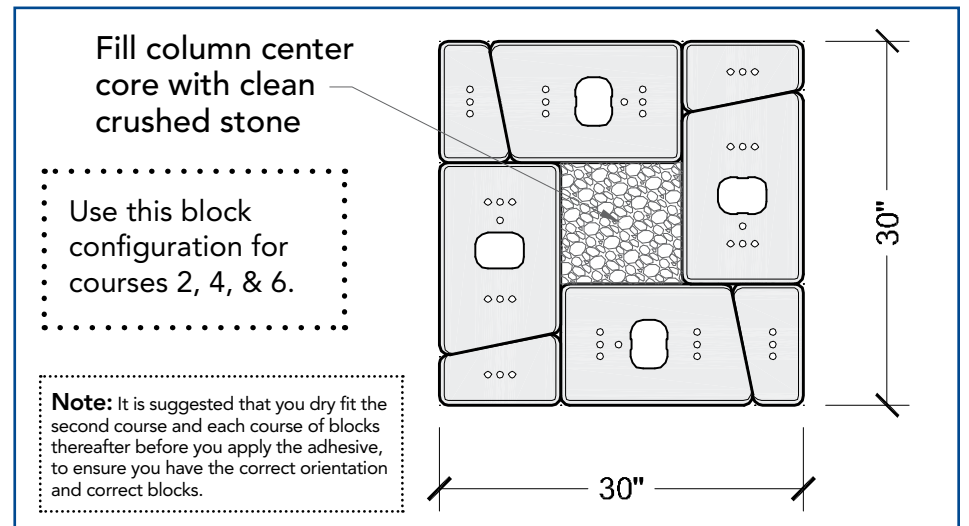 Fill column center
core with clean
crushed stone
Use this block
configuration for
courses 2, 4, & 6.
Note: It is suggested that you dry fit the
second course and each course of blocks
thereafter before you apply the adhesive,
to ensure you have the correct orientation
and correct blocks.
30"
30"